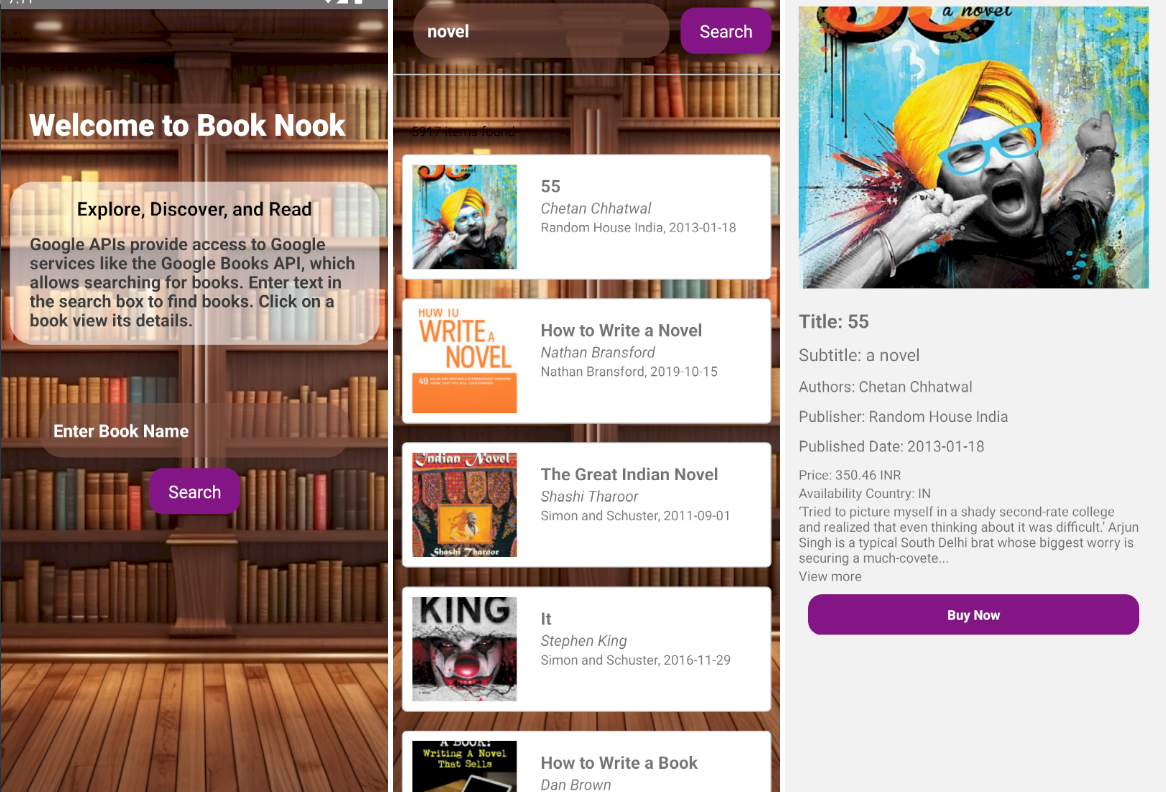 Welcome to Book Nook
Explore, Discover, and Read
Google APIs provide access to Google
services like the Google Books API, which
allows searching for books. Enter text in
the search box to find books. Click on a
book view its details.
Enter Book Name
Search
novel
Search
5917 items found
55
Chetan Chhatwal
Random House India, 2013-01-18
HOW TO
WRITE A
NOVEL
How to Write a Novel
Nathan Bransford
Nathan Bransford, 2019-10-15
Indian Novel
Shashi Tharoor
The Great Indian Novel
Shashi Tharoor
Simon and Schuster, 2011-09-01
KING
It
Stephen King
Simon and Schuster, 2016-11-29
A BOOK:
Writing A Novel
That Sells
How to Write a Book
Dan Brown
a novel
Title: 55
Subtitle: a novel
Authors: Chetan Chhatwal
Publisher: Random House India
Published Date: 2013-01-18
Price: 350.46 INR
Availability Country: IN
‘Tried to picture myself in a shady second-rate college
and realized that even thinking about it was difficult.’ Arjun
Singh is a typical South Delhi brat whose biggest worry is
securing a much-covete...
View more
Buy Now